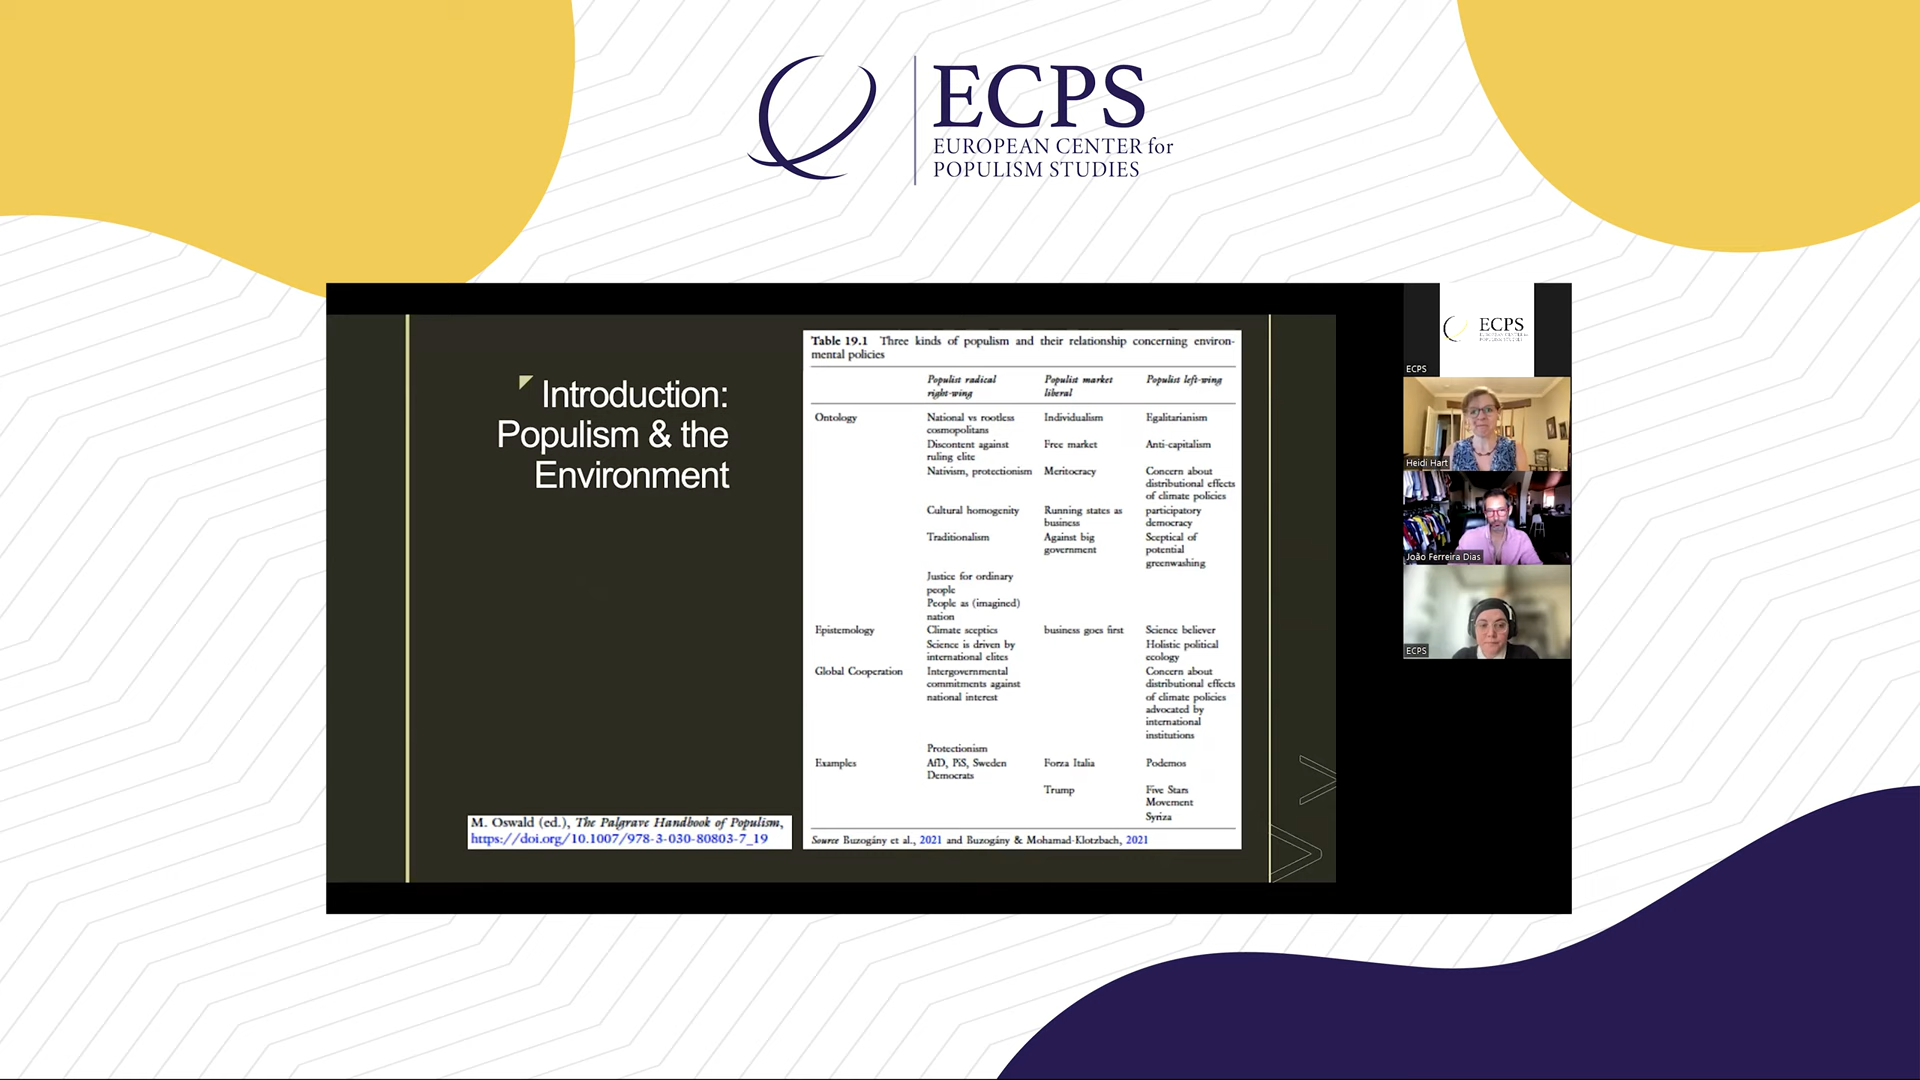 ECPS
EUROPEAN CENTER for
POPULISM STUDIES
Introduction:
Populism & the
Environment
M. Oswald (ed.), The Palgrave Handbook of Populism,
https://doi.org/10.1007/978-3-030-80803-7_19
Table 19.1 Three kinds of populism and their relationship concerning environ-
mental policies
Populist radical
right-wing
Populist market
liberal
Populist left-wing
Ontology
National vs rootless
cosmopolitans
Individualism
Egalitarianism
Discontent against
ruling elite
Free market
Anti-capitalism
Nativism, protectionism
Meritocracy
Concern about
distributional effects
of climate policies
Cultural homogenity
Running states as
business
participatory
democracy
Traditionalism
Against big
government
Sceptical of
potential
greenwashing
Justice for ordinary
people
People as (imagined)
nation
Epistemology
Climate sceptics
business goes first
Science believer
Science is driven by
international elites
Holistic political
ecology
Global Cooperation
Intergovernmental
commitments against
national interest
Concern about
distributional effects
of climate policies
advocated by
international
institutions
Protectionism
Examples
AfD, PiS, Sweden
Democrats
Forza Italia
Podemos
Trump
Five Stars
Movement
Syriza
Source Buzogány et al., 2021 and Buzogány & Mohamad-Klotzbach, 2021
ECPS
ECPS
Heidi Hart
João Ferreira Dias
ECPS